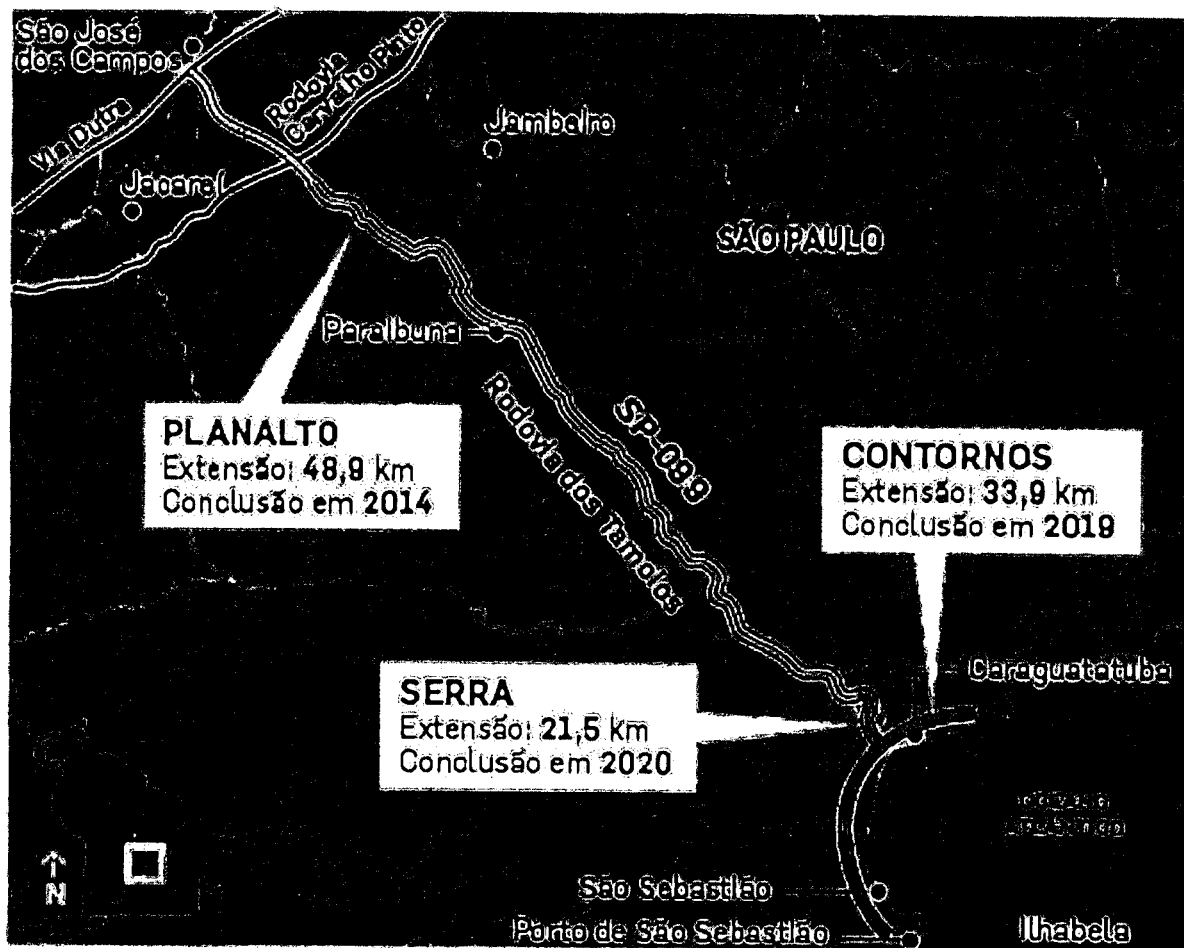 São José
dos Campos
Via Dutra
Rodovia
Carvalho Pinto
Jambeiro
Jacareí
SÃO PAULO
Paraibuna
PLANALTO
Extensão: 48,9 km
Conclusão em 2014
Rodovia dos Tamoios
SP-099
CONTORNOS
Extensão: 33,9 km
Conclusão em 2019
Caraguatatuba
SERRA
Extensão: 21,5 km
Conclusão em 2020
N
São Sebastião
Porto de São Sebastião
Ilhabela